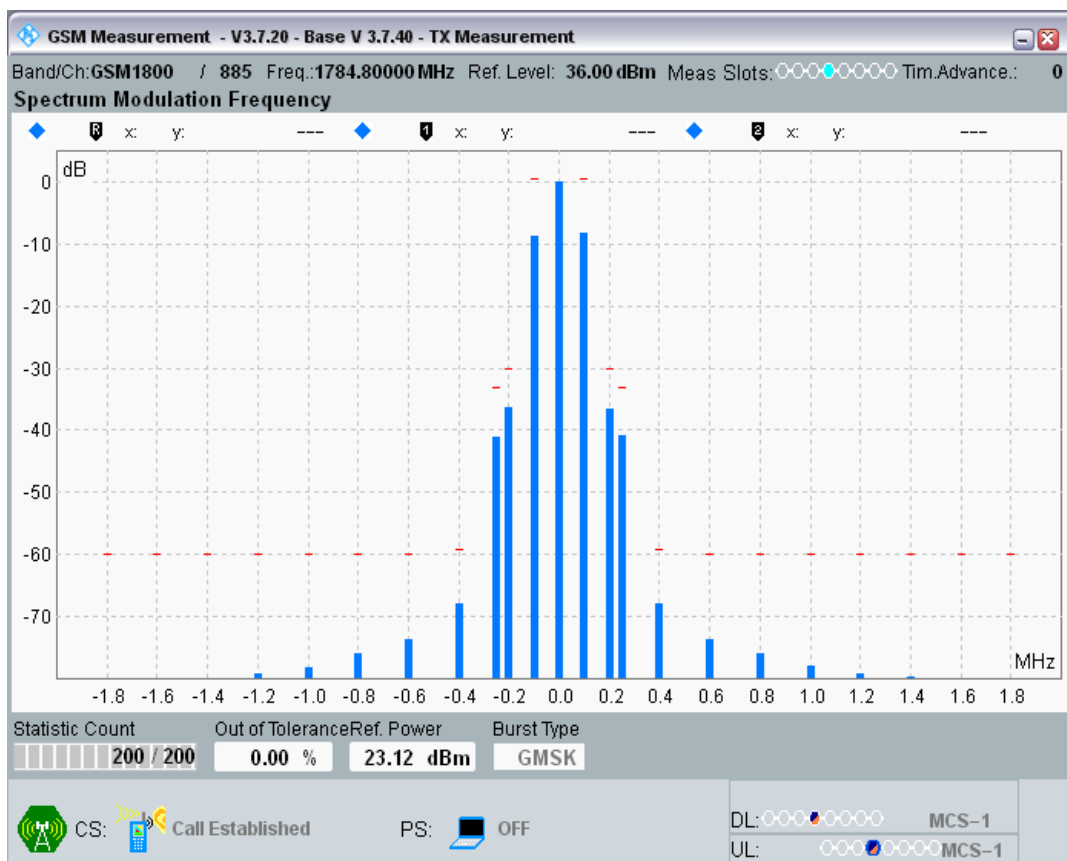 GSM Measurement - V3.7.20 - Base V 3.7.40 - TX Measurement
Band/Ch:GSM1800 / 885 Freq.:1784.80000 MHz Ref. Level: 36.00 dBm Meas Slots: Tim.Advance.: 0
Spectrum Modulation Frequency
R x: y: --- 1 x: y: --- 2 x: y: ---
dB
0
-10
-20
-30
-40
-50
-60
-70
MHz
-1.8 -1.6 -1.4 -1.2 -1.0 -0.8 -0.6 -0.4 -0.2 0.0 0.2 0.4 0.6 0.8 1.0 1.2 1.4 1.6 1.8
Statistic Count Out of Tolerance Ref. Power Burst Type
200 / 200 0.00 % 23.12 dBm GMSK
CS: Call Established PS: OFF
DL: MCS-1
UL: MCS-1